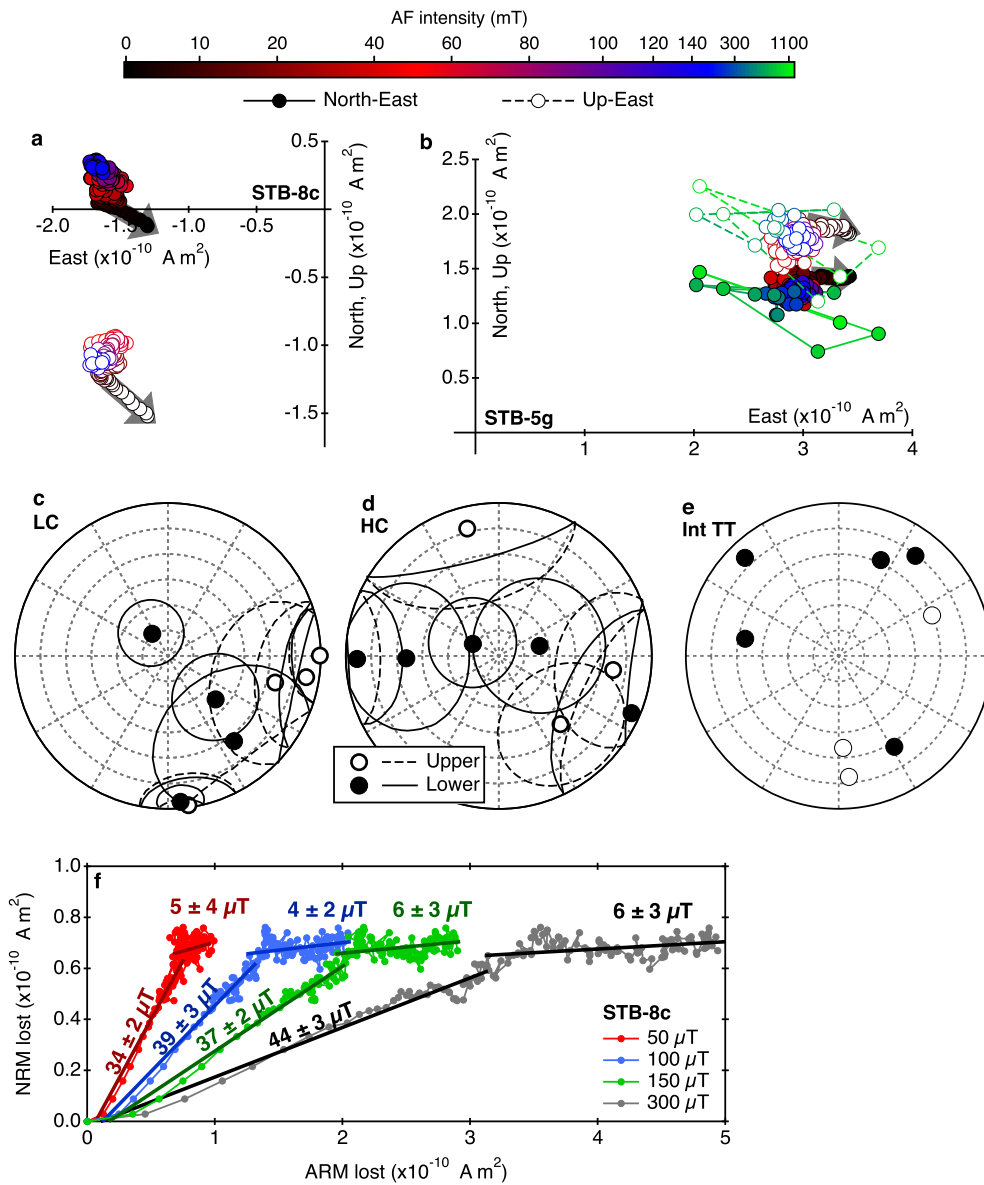 AF intensity (mT)
0 10 20 40 60 80 100 120 140 300 1100
North-East Up-East
a
0.5
STB-8c
-2.0 -1.5 -1.0 -0.5
East (x10⁻¹⁰ A m²)
North, Up (x10⁻¹⁰ A m²)
-0.5
-1.0
-1.5
b
2.5
2.0
1.5
1.0
0.5
North, Up (x10⁻¹⁰ A m²)
STB-5g
East (x10⁻¹⁰ A m²)
1 2 3 4
c
LC
d
HC
e
Int TT
Upper
Lower
f
1.0
0.8
0.6
0.4
0.2
0.0
NRM lost (x10⁻¹⁰ A m²)
5 ± 4 µT
4 ± 2 µT
6 ± 3 µT
6 ± 3 µT
34 ± 2 µT
39 ± 3 µT
37 ± 2 µT
44 ± 3 µT
STB-8c
50 µT
100 µT
150 µT
300 µT
0 1 2 3 4 5
ARM lost (x10⁻¹⁰ A m²)